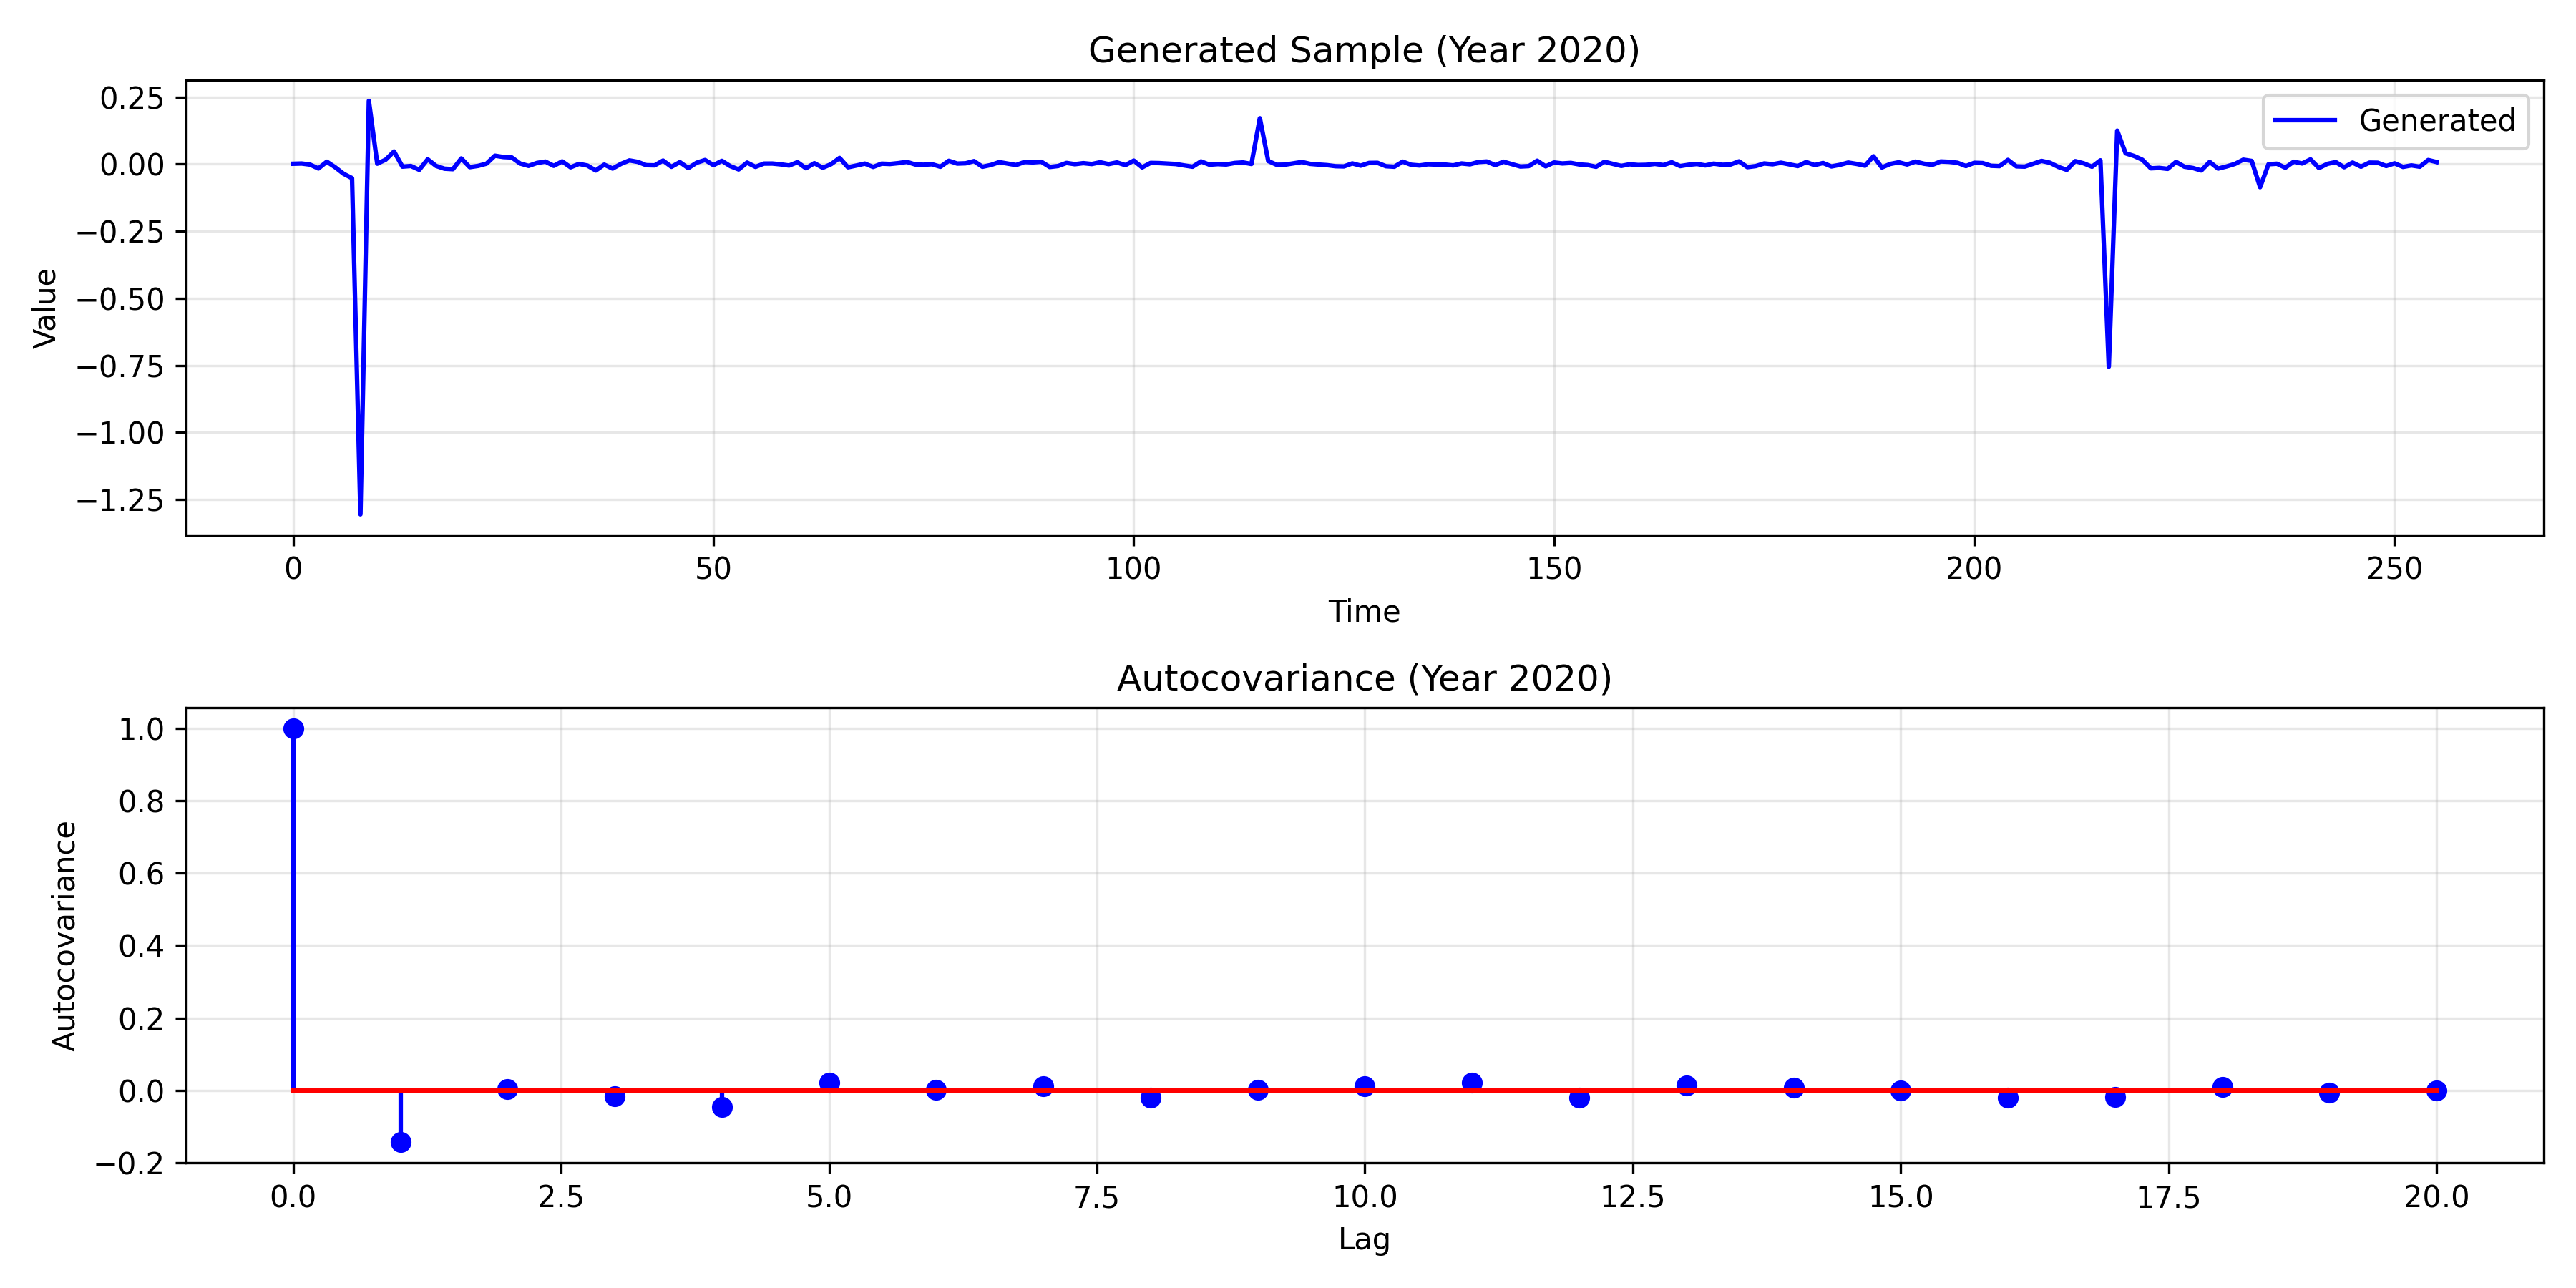 Generated Sample (Year 2020)
0.25
0.00
−0.25
−0.50
−0.75
−1.00
−1.25
Value
Generated
0 50 100 150 200 250
Time
Autocovariance (Year 2020)
1.0
0.8
0.6
0.4
0.2
0.0
−0.2
Autocovariance
0.0 2.5 5.0 7.5 10.0 12.5 15.0 17.5 20.0
Lag